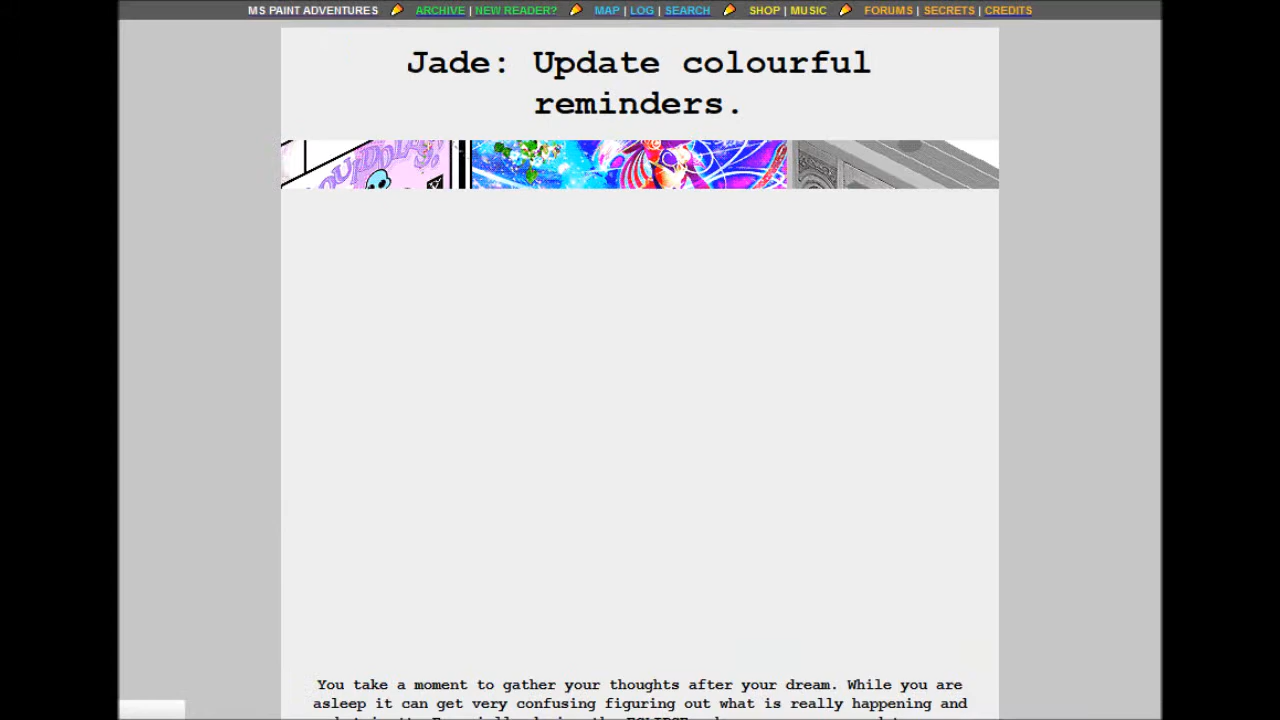 MS PAINT ADVENTURES ARCHIVE | NEW READER? MAP | LOG | SEARCH SHOP | MUSIC FORUMS | SECRETS | CREDITS
Jade: Update colourful
reminders.
You take a moment to gather your thoughts after your dream. While you are
asleep it can get very confusing figuring out what is really happening and